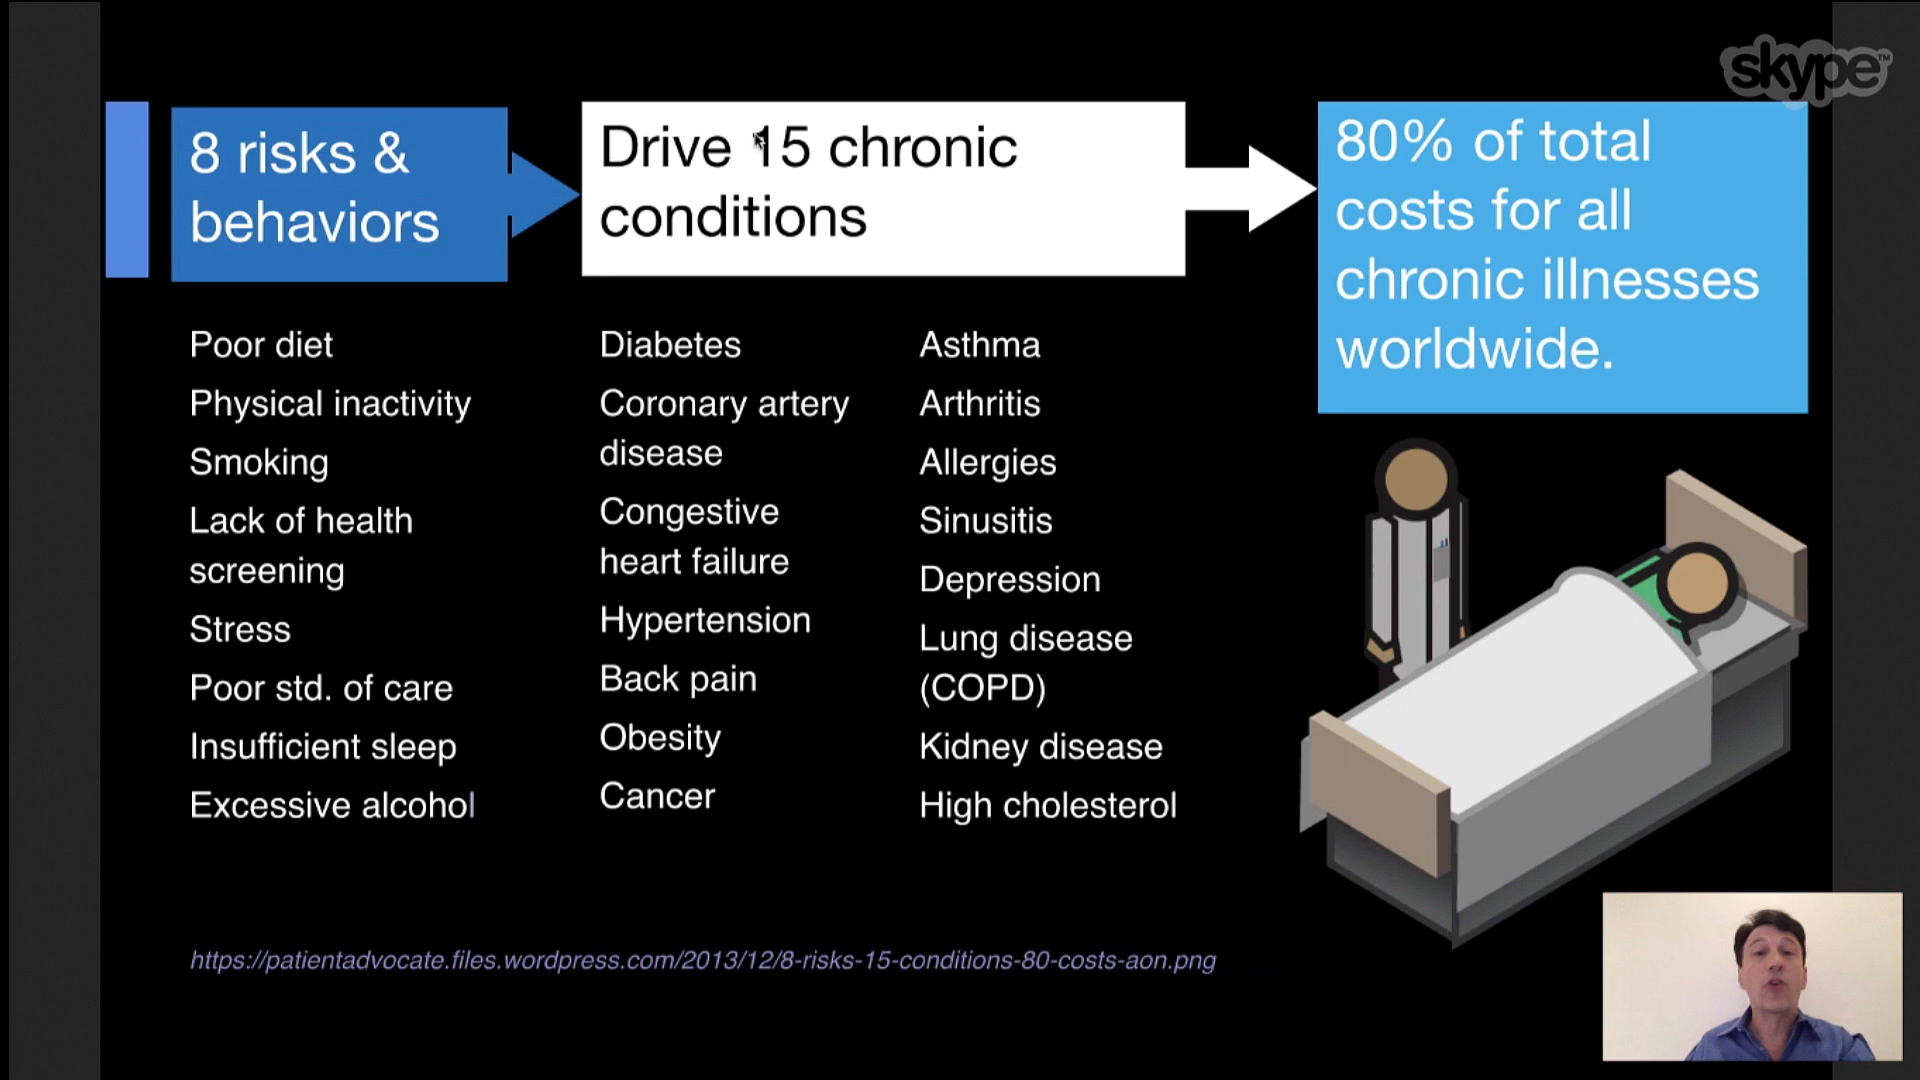 skype™
8 risks &
behaviors
Drive 15 chronic
conditions
80% of total
costs for all
chronic illnesses
worldwide.
Poor diet
Physical inactivity
Smoking
Lack of health
screening
Stress
Poor std. of care
Insufficient sleep
Excessive alcohol
Diabetes
Coronary artery
disease
Congestive
heart failure
Hypertension
Back pain
Obesity
Cancer
Asthma
Arthritis
Allergies
Sinusitis
Depression
Lung disease
(COPD)
Kidney disease
High cholesterol
https://patientadvocate.files.wordpress.com/2013/12/8-risks-15-conditions-80-costs-aon.png